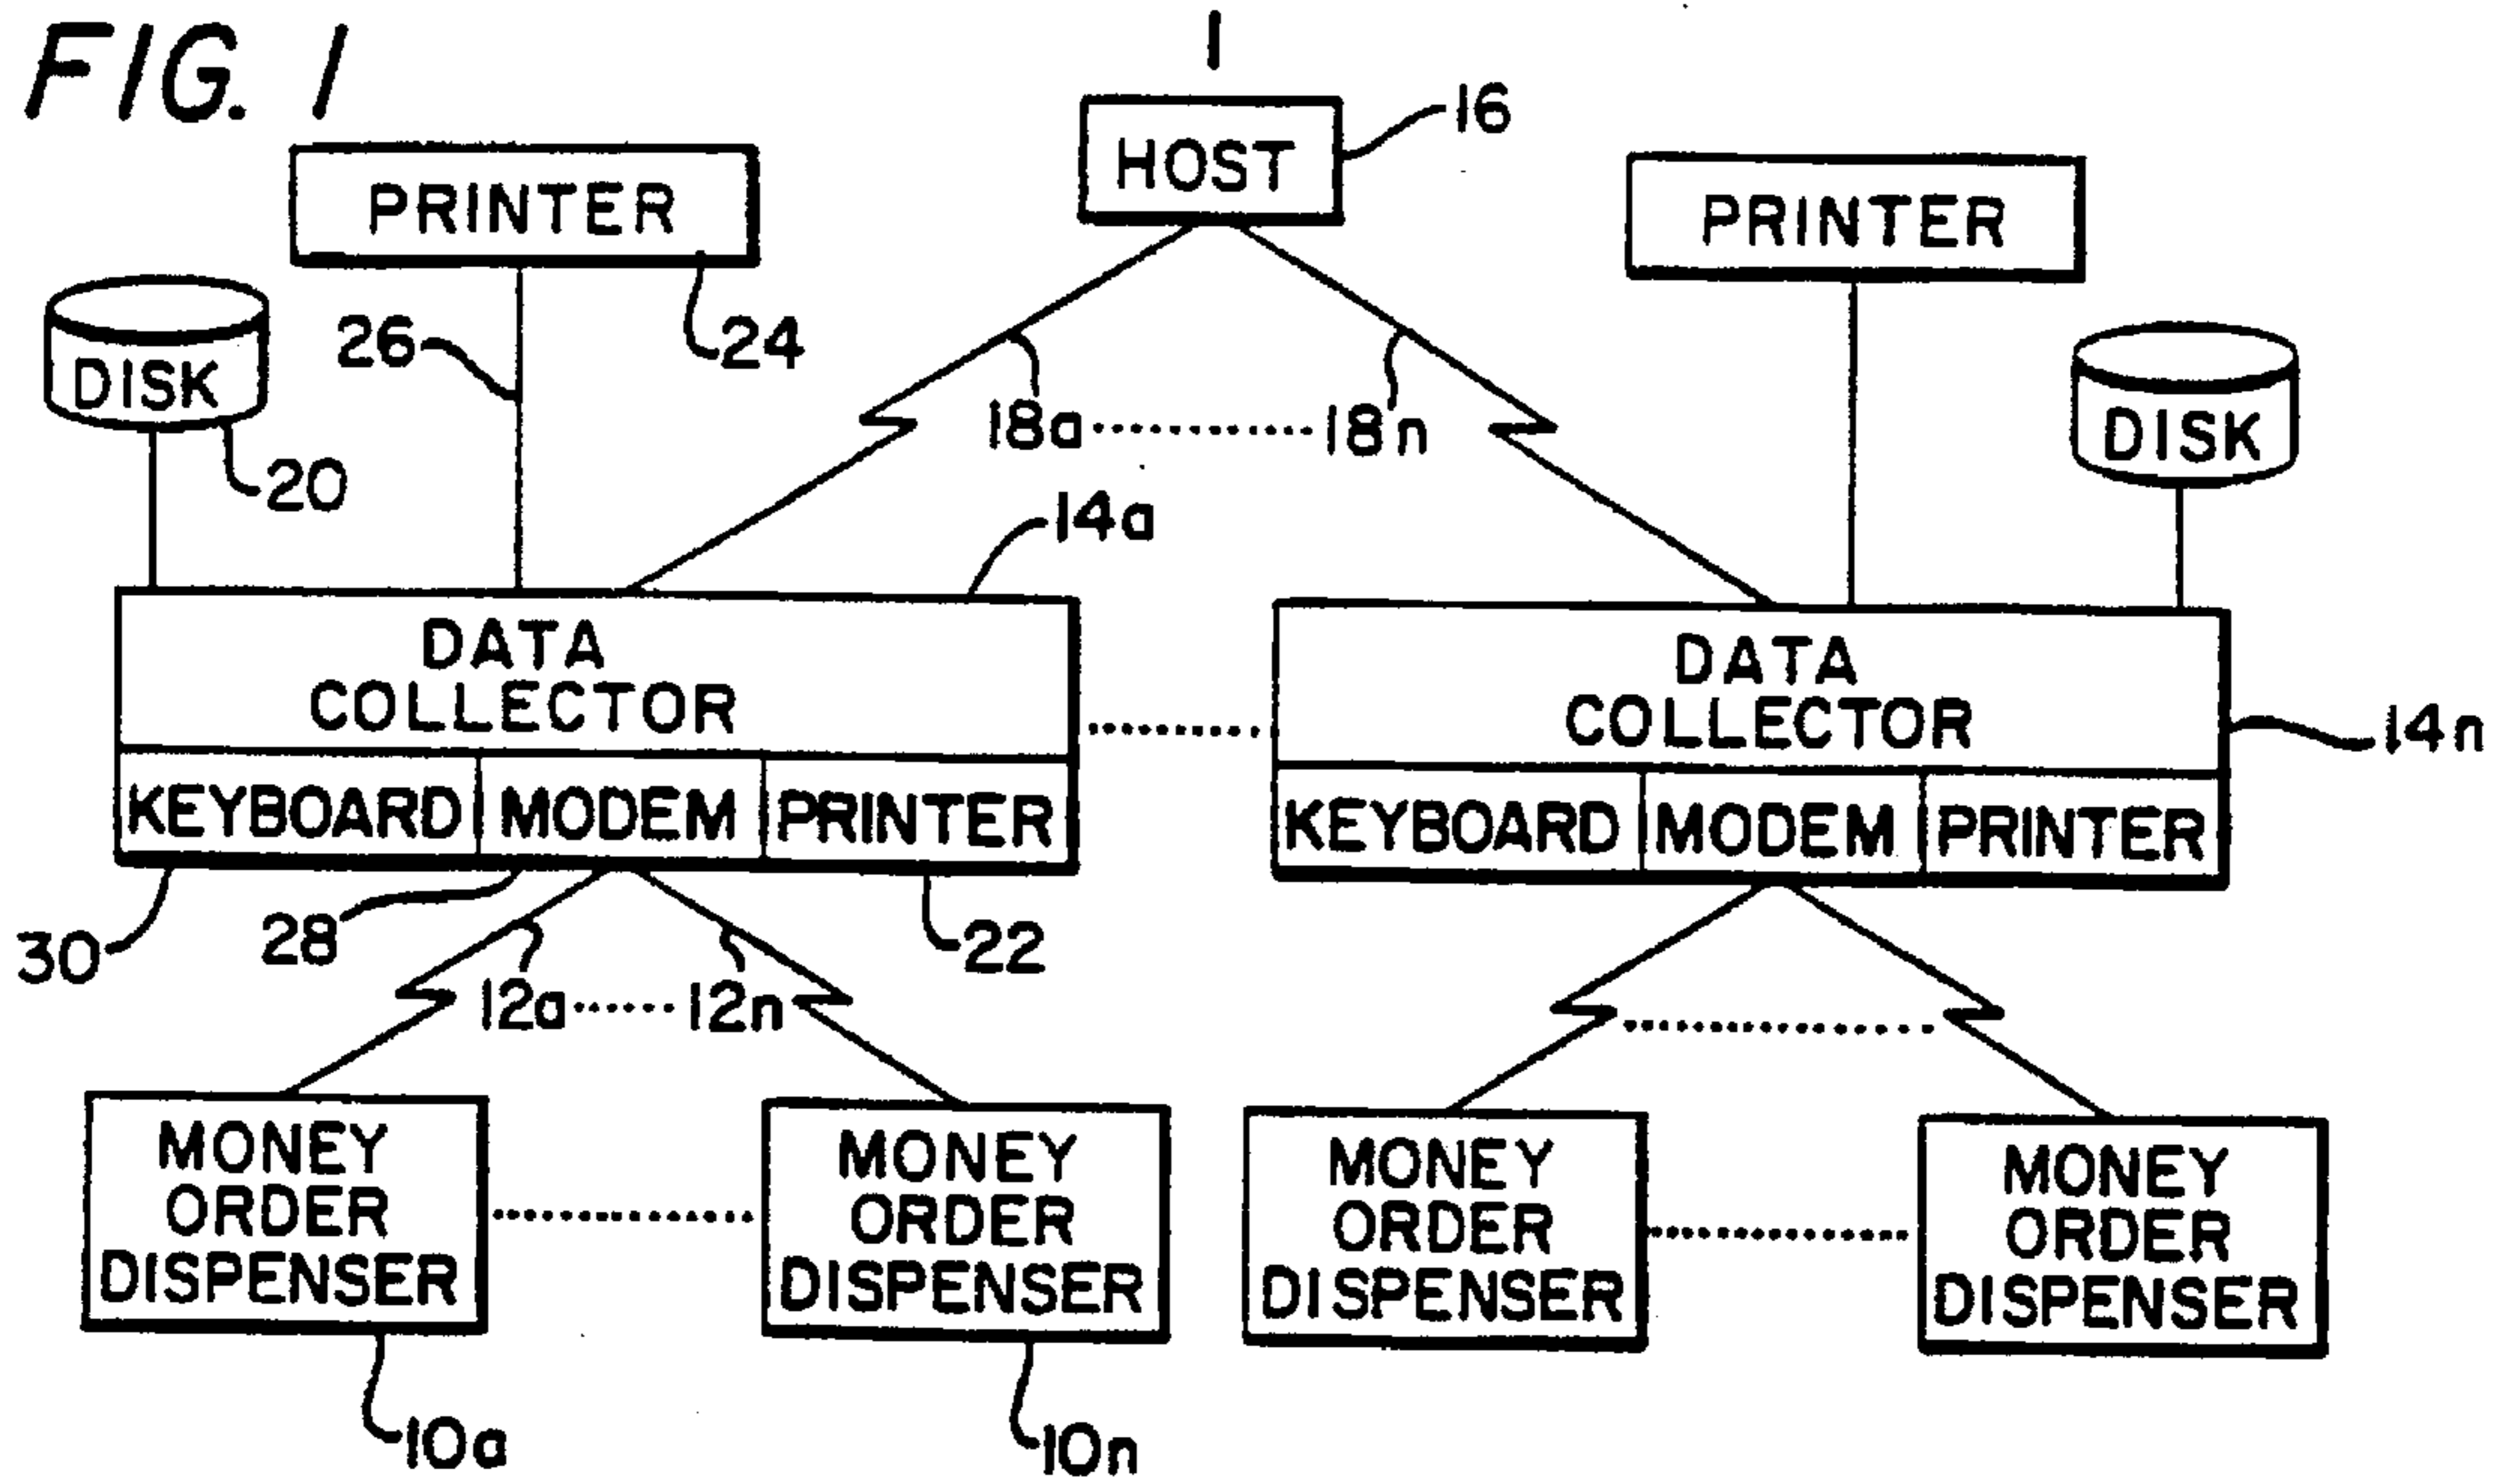 FIG. 1
1
HOST
16
PRINTER
PRINTER
24
26
DISK
20
18a
18n
DISK
14a
DATA
COLLECTOR
KEYBOARD
MODEM
PRINTER
DATA
COLLECTOR
14n
KEYBOARD
MODEM
PRINTER
30
28
22
12a
12n
MONEY
ORDER
DISPENSER
MONEY
ORDER
DISPENSER
MONEY
ORDER
DISPENSER
MONEY
ORDER
DISPENSER
10a
10n